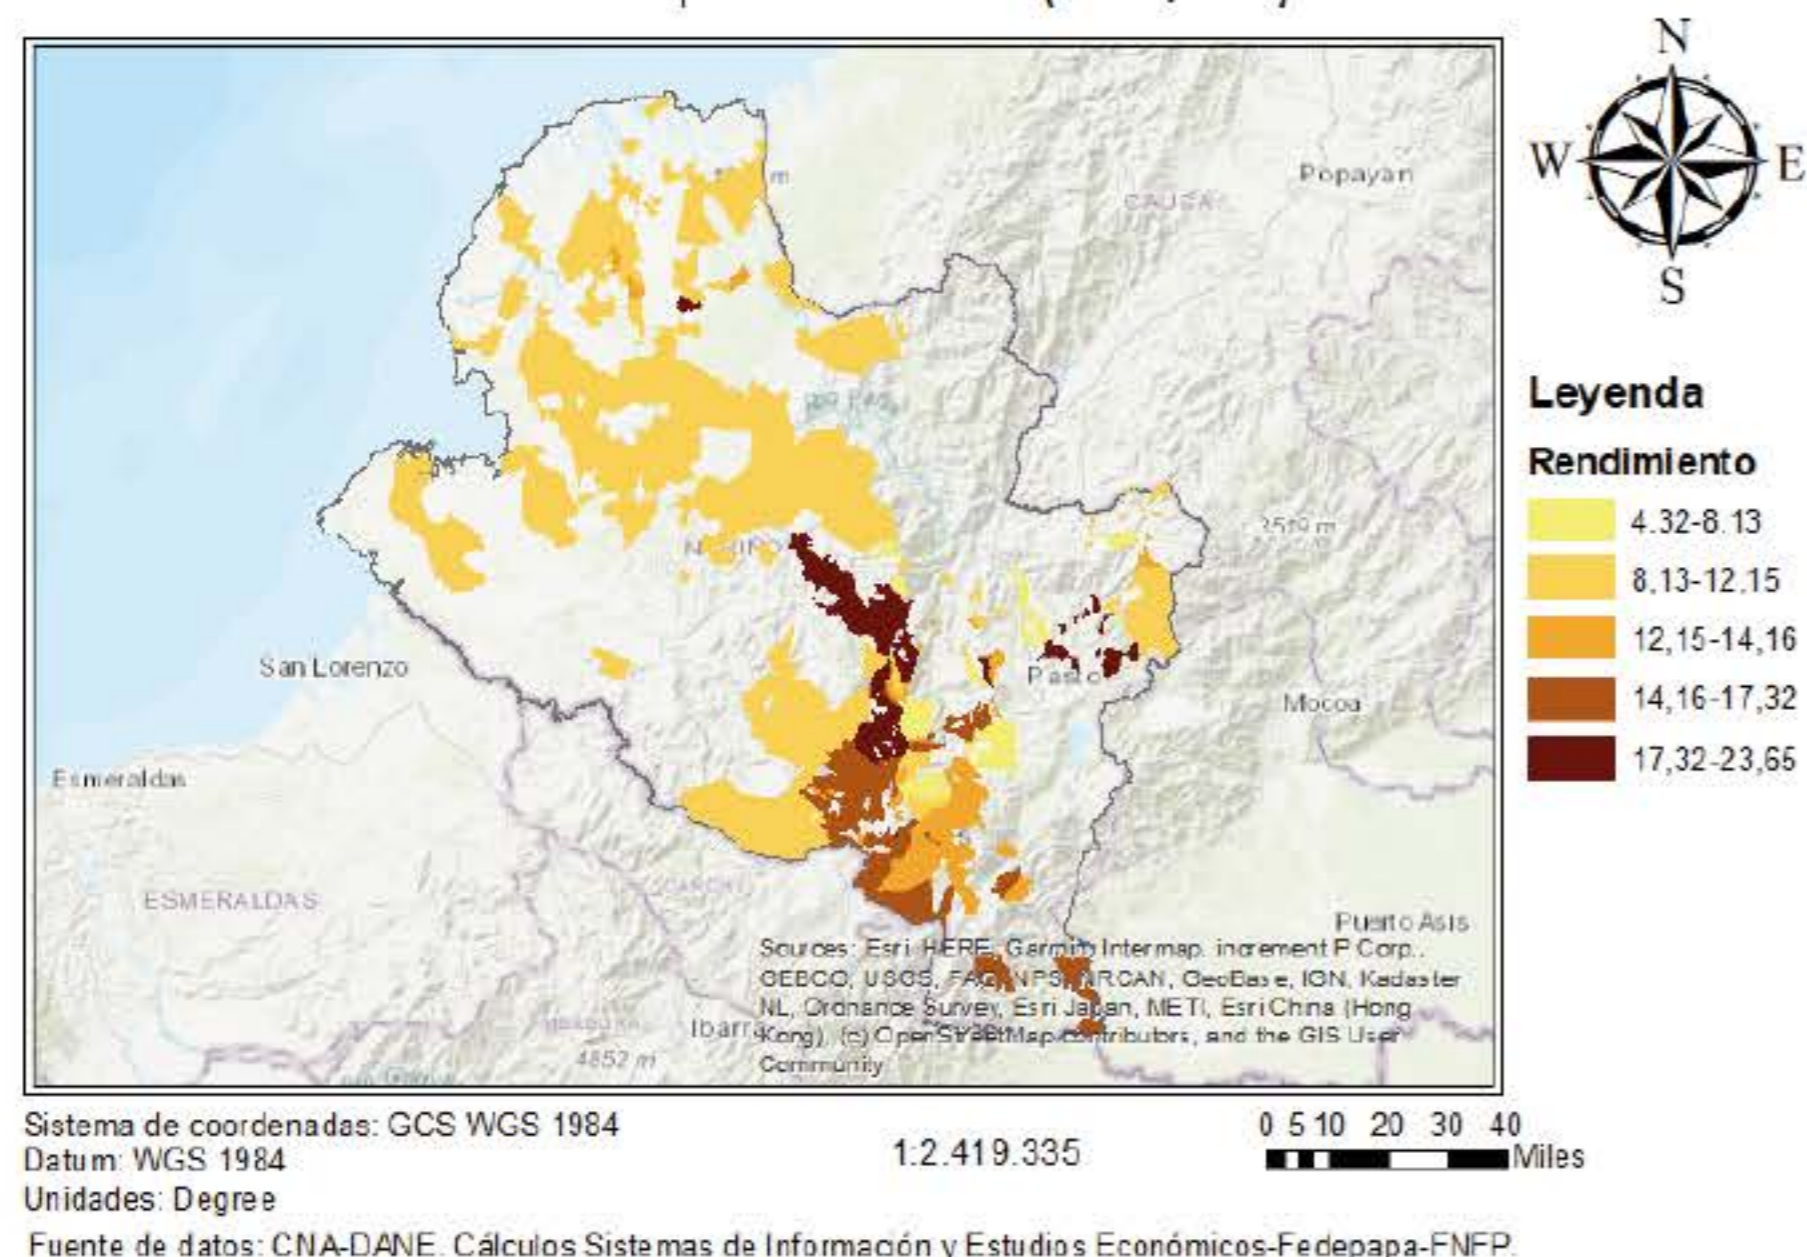 N
W
E
S
Popayan
CAUCA
m
NARIÑO
2519 m
San Lorenzo
Pasto
Mocoa
Esmeraldas
ESMERALDAS
CARCHI
Puerto Asis
Ibarra
4852 m
Sources: Esri, HERE, Garmin, Intermap, increment P Corp.,
GEBCO, USGS, FAO, NPS, NRCAN, GeoBase, IGN, Kadaster
NL, Ordnance Survey, Esri Japan, METI, Esri China (Hong
Kong), (c) OpenStreetMap contributors, and the GIS User
Community
Leyenda
Rendimiento
4.32-8.13
8,13-12,15
12,15-14,16
14,16-17,32
17,32-23,65
Sistema de coordenadas: GCS WGS 1984
Datum: WGS 1984
Unidades: Degree
1:2.419.335
0 5 10 20 30 40
Miles
Fuente de datos: CNA-DANE. Cálculos Sistemas de Información y Estudios Económicos-Fedepapa-FNFP.